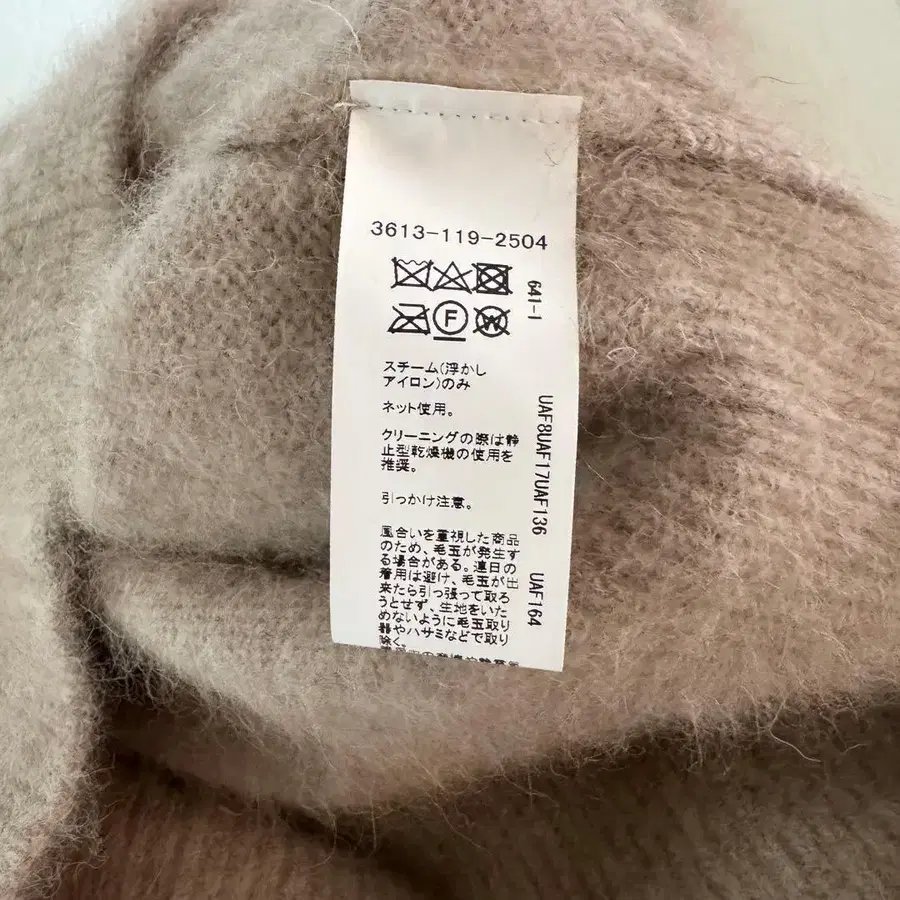 3613-119-2504
F
W
641-1
スチーム(浮かし
アイロン)のみ
ネット使用。
クリーニングの際は静
止型乾燥機の使用を
推奨。
引っかけ注意。
風合いを重視した商品
のため、毛玉が発生す
る場合がある。連日の
着用は避け、毛玉が出
来たら引っ張って取ろ
うとせず、生地をいた
めないように毛玉取り
器やハサミなどで取り
除く。
UAF8UAF17UAF136
UAF164